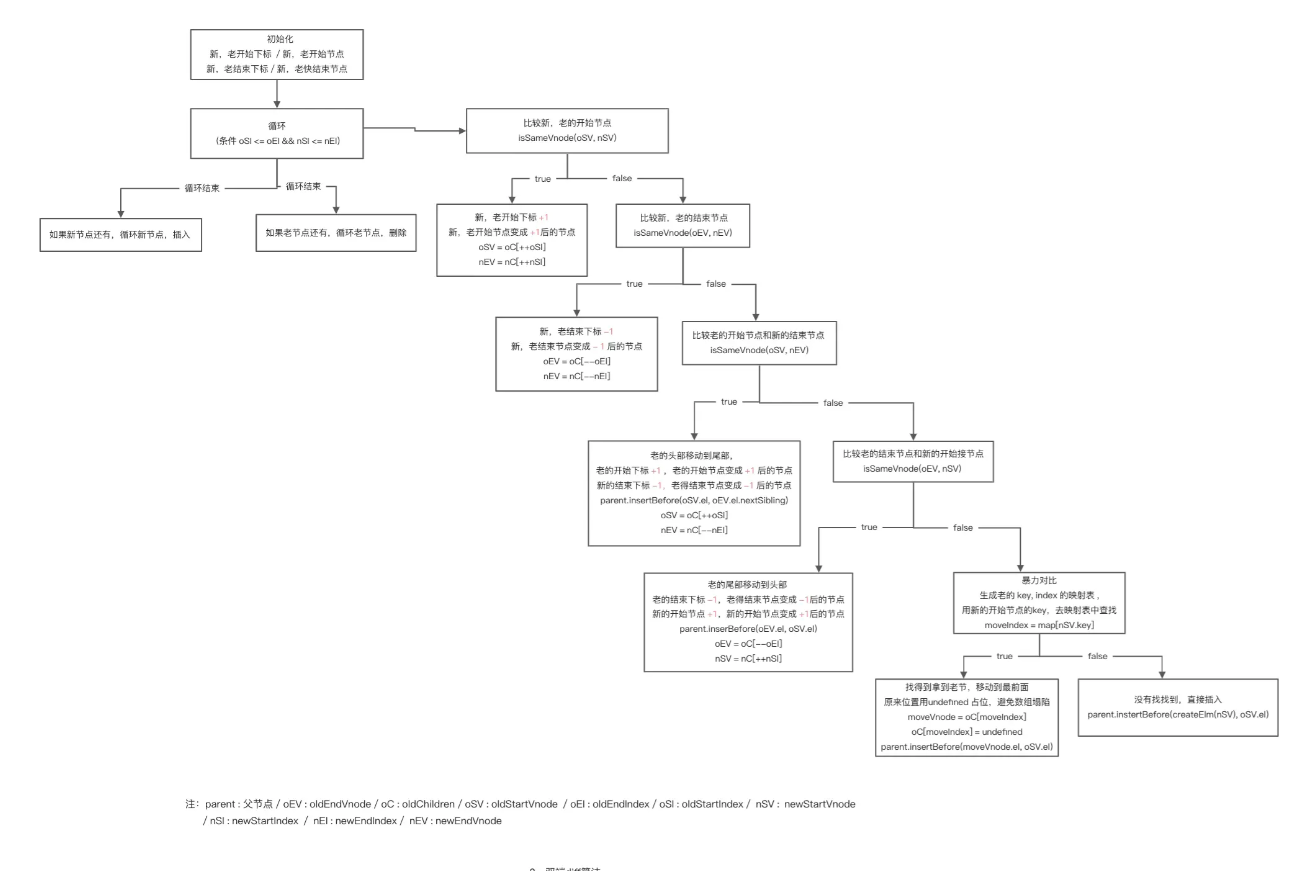 初始化
新，老开始下标 / 新，老开始节点
新，老结束下标 / 新，老快结束节点
循环
(条件 oSI <= oEI && nSI <= nEI)
循环结束
循环结束
如果新节点还有，循环新节点，插入
如果老节点还有，循环老节点，删除
比较新，老的开始节点
isSameVnode(oSV, nSV)
true
false
新，老开始下标 +1
新，老开始节点变成 +1后的节点
oSV = oC[++oSI]
nEV = nC[++nSI]
比较新，老的结束节点
isSameVnode(oEV, nEV)
true
false
新，老结束下标 −1
新，老结束节点变成 − 1 后的节点
oEV = oC[−−oEI]
nEV = nC[−−nEI]
比较老的开始节点和新的结束节点
isSameVnode(oSV, nEV)
true
false
老的头部移动到尾部，
老的开始下标 +1 ，老的开始节点变成 +1 后的节点
新的结束下标 −1，老得结束节点变成 −1 后的节点
parent.insertBefore(oSV.el, oEV.el.nextSibling)
oSV = oC[++oSI]
nEV = nC[−−nEI]
比较老的结束节点和新的开始接节点
isSameVnode(oEV, nSV)
true
false
老的尾部移动到头部
老的结束下标 −1，老得结束节点变成 −1后的节点
新的开始节点 +1，新的开始节点变成 +1后的节点
parent.inserBefore(oEV.el, oSV.el)
oEV = oC[−−oEI]
nSV = nC[++nSI]
暴力对比
生成老的 key, index 的映射表 ,
用新的开始节点的key，去映射表中查找
moveIndex = map[nSV.key]
true
false
找得到拿到老节，移动到最前面
原来位置用undefined 占位，避免数组塌陷
moveVnode = oC[moveIndex]
oC[moveIndex] = undefined
parent.insertBefore(moveVnode.el, oSV.el)
没有找找到，直接插入
parent.instertBefore(createElm(nSV), oSV.el)
注：parent : 父节点 / oEV : oldEndVnode / oC : oldChildren / oSV : oldStartVnode / oEI : oldEndIndex / oSI : oldStartIndex / nSV : newStartVnode
/ nSI : newStartIndex / nEI : newEndIndex / nEV : newEndVnode